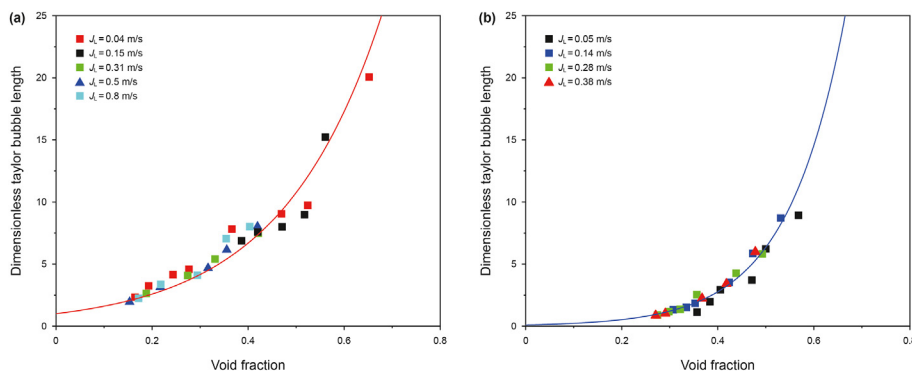 (a)
J_L = 0.04 m/s
J_L = 0.15 m/s
J_L = 0.31 m/s
J_L = 0.5 m/s
J_L = 0.8 m/s
Dimensionless taylor bubble length
25
20
15
10
5
0
0
0.2
0.4
0.6
0.8
Void fraction
(b)
J_L = 0.05 m/s
J_L = 0.14 m/s
J_L = 0.28 m/s
J_L = 0.38 m/s
Dimensionless taylor bubble length
25
20
15
10
5
0
0
0.2
0.4
0.6
0.8
Void fraction